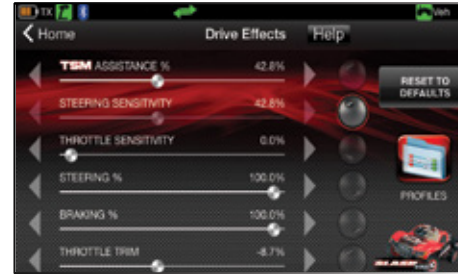 TX Veh
Home Drive Effects Help
TSM ASSISTANCE % 42.8%
RESET TO
DEFAULTS
STEERING SENSITIVITY 42.8%
THROTTLE SENSITIVITY 0.0%
STEERING % 100.0%
PROFILES
BRAKING % 100.0%
THROTTLE TRIM -8.7%
SLASH